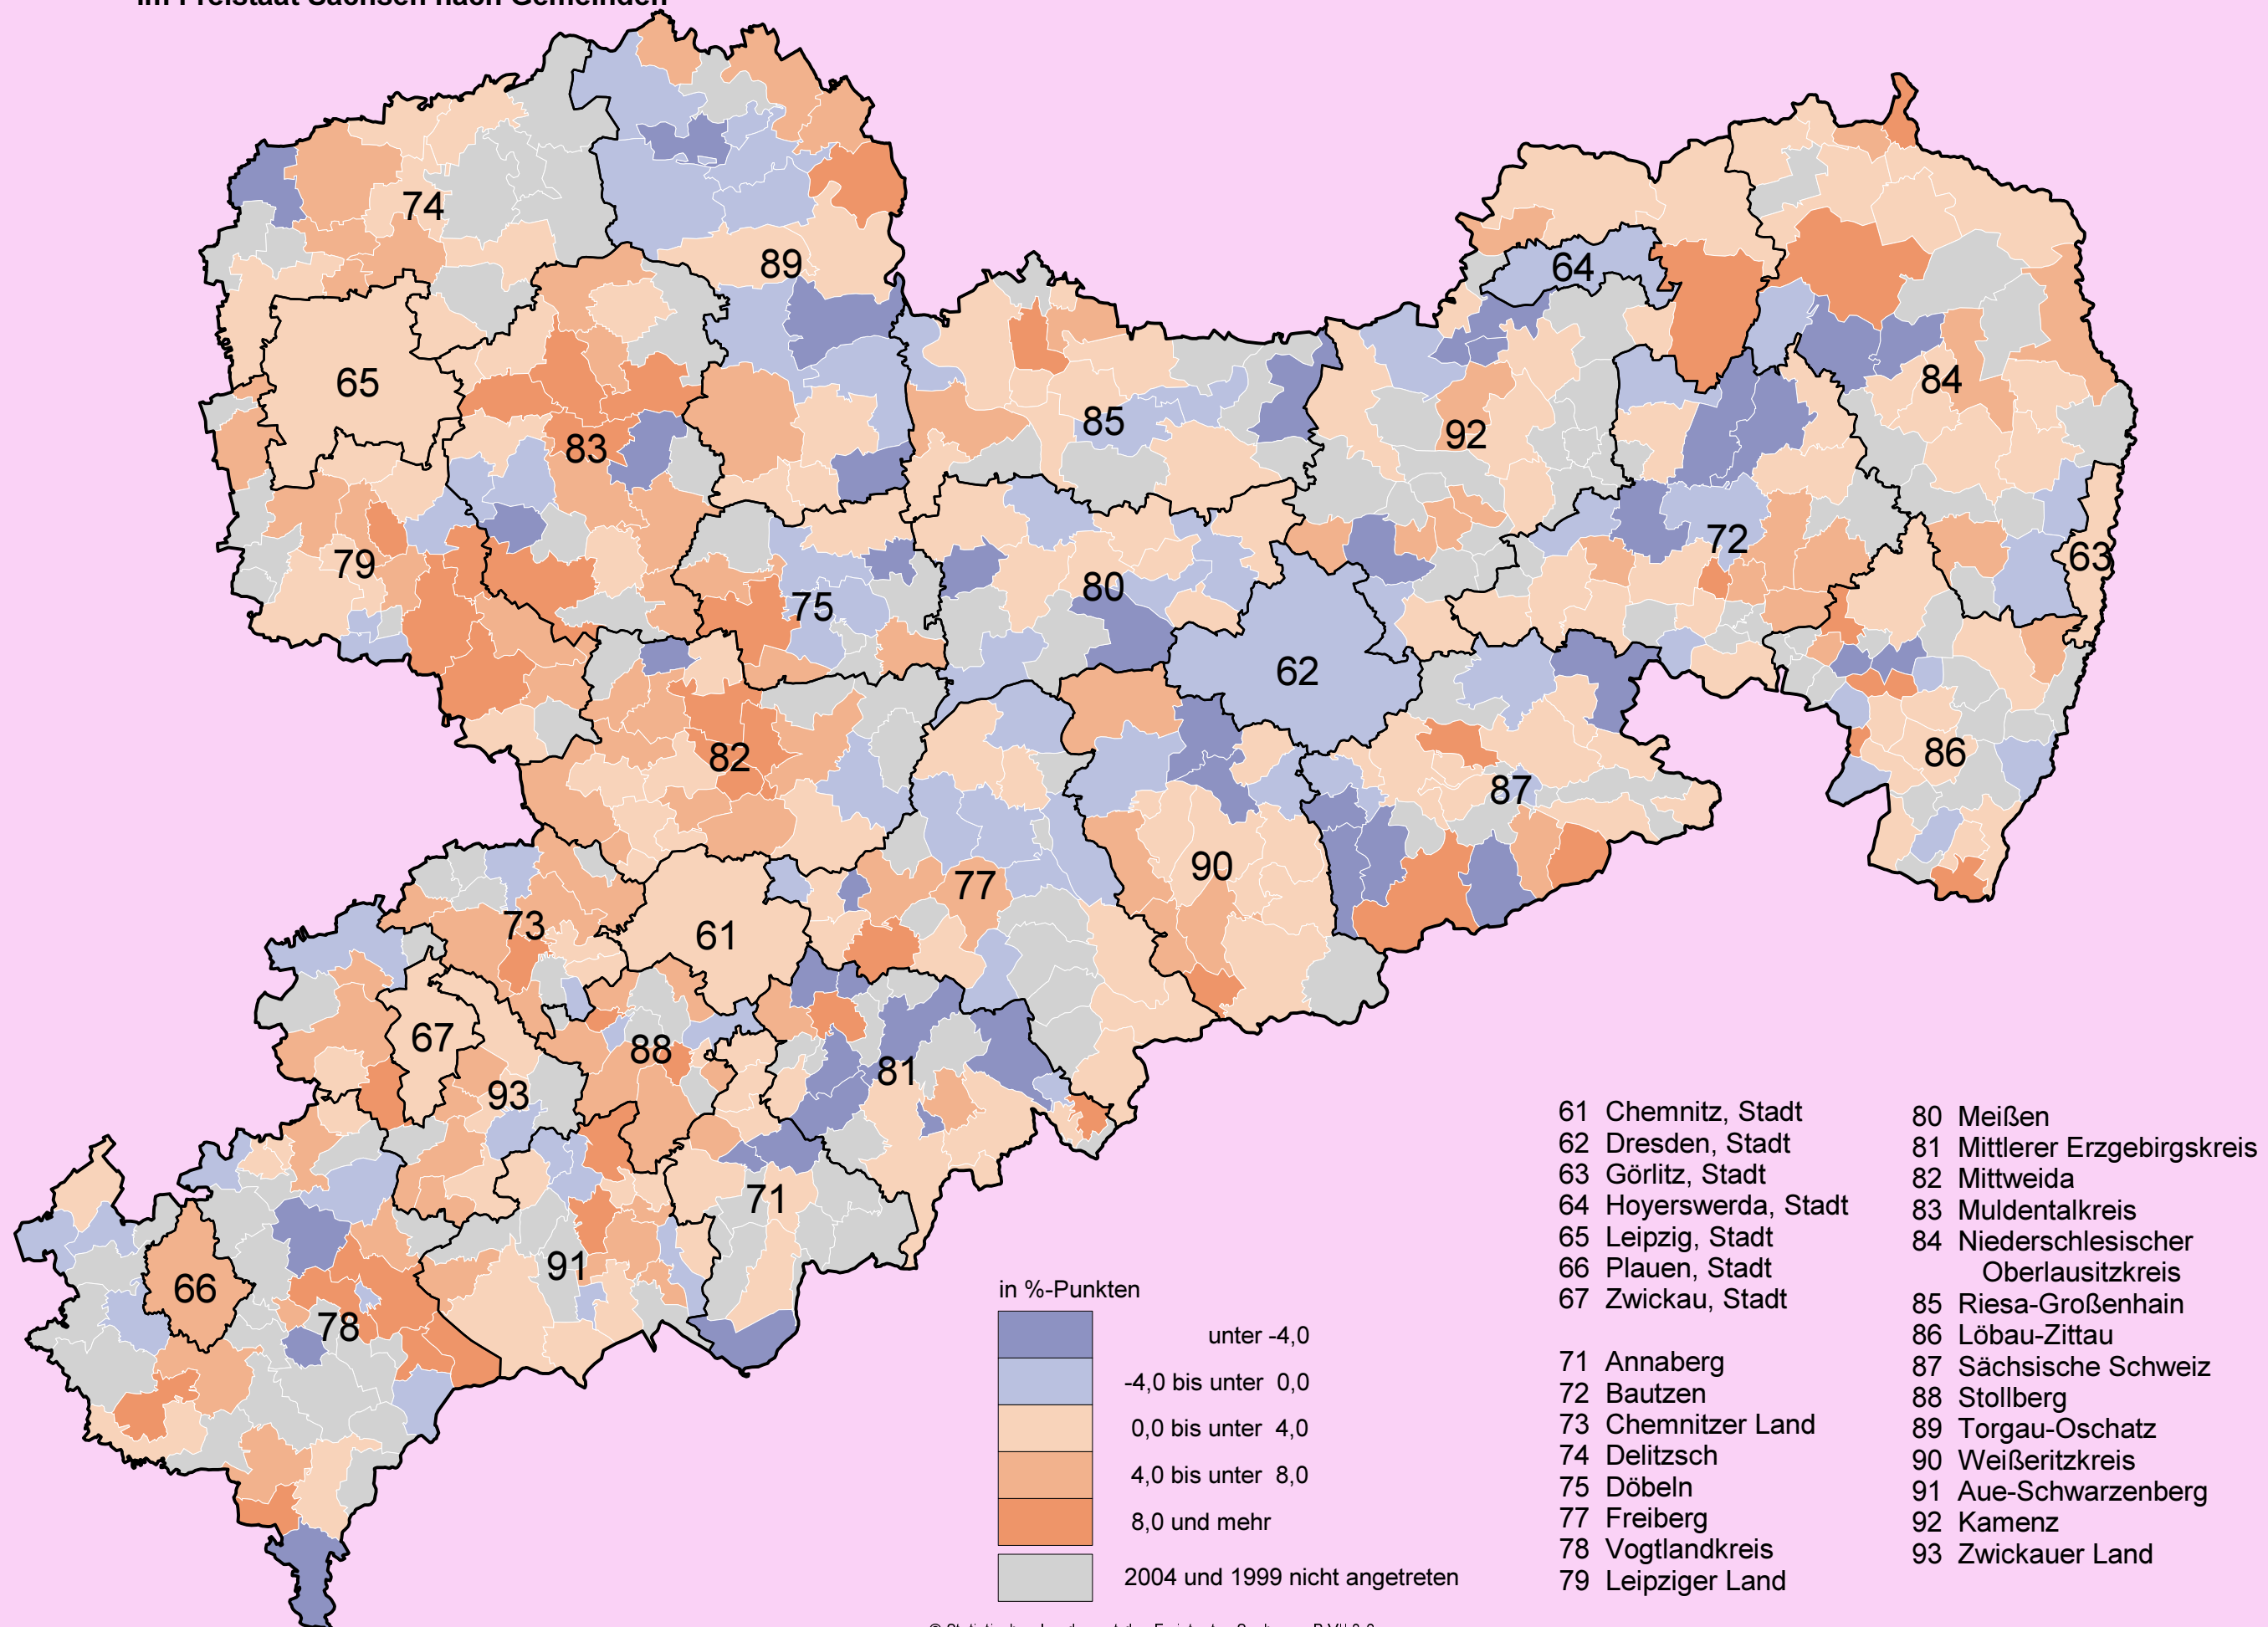 im Freistaat Sachsen nach Gemeinden
74
89
64
65
85
84
83
92
79
72
63
75
80
62
82
86
87
90
77
73
61
67
88
81
93
71
91
66
78
in %-Punkten
unter -4,0
-4,0 bis unter 0,0
0,0 bis unter 4,0
4,0 bis unter 8,0
8,0 und mehr
2004 und 1999 nicht angetreten
61 Chemnitz, Stadt
62 Dresden, Stadt
63 Görlitz, Stadt
64 Hoyerswerda, Stadt
65 Leipzig, Stadt
66 Plauen, Stadt
67 Zwickau, Stadt
71 Annaberg
72 Bautzen
73 Chemnitzer Land
74 Delitzsch
75 Döbeln
77 Freiberg
78 Vogtlandkreis
79 Leipziger Land
80 Meißen
81 Mittlerer Erzgebirgskreis
82 Mittweida
83 Muldentalkreis
84 Niederschlesischer
Oberlausitzkreis
85 Riesa-Großenhain
86 Löbau-Zittau
87 Sächsische Schweiz
88 Stollberg
89 Torgau-Oschatz
90 Weißeritzkreis
91 Aue-Schwarzenberg
92 Kamenz
93 Zwickauer Land